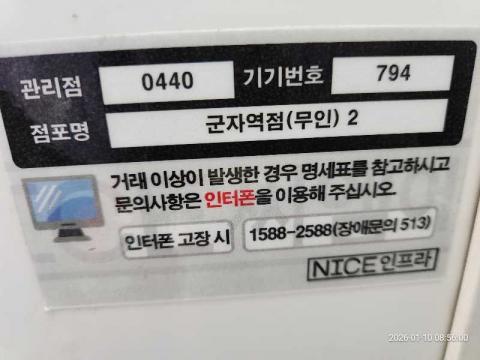 관리점 0440 기기번호 794
점포명 군자역점(무인) 2
거래 이상이 발생한 경우 명세표를 참고하시고
문의사항은 인터폰을 이용해 주십시오.
인터폰 고장 시 1588-2588(장애문의 513)
NICE인프라
2026-01-10 08:56:00